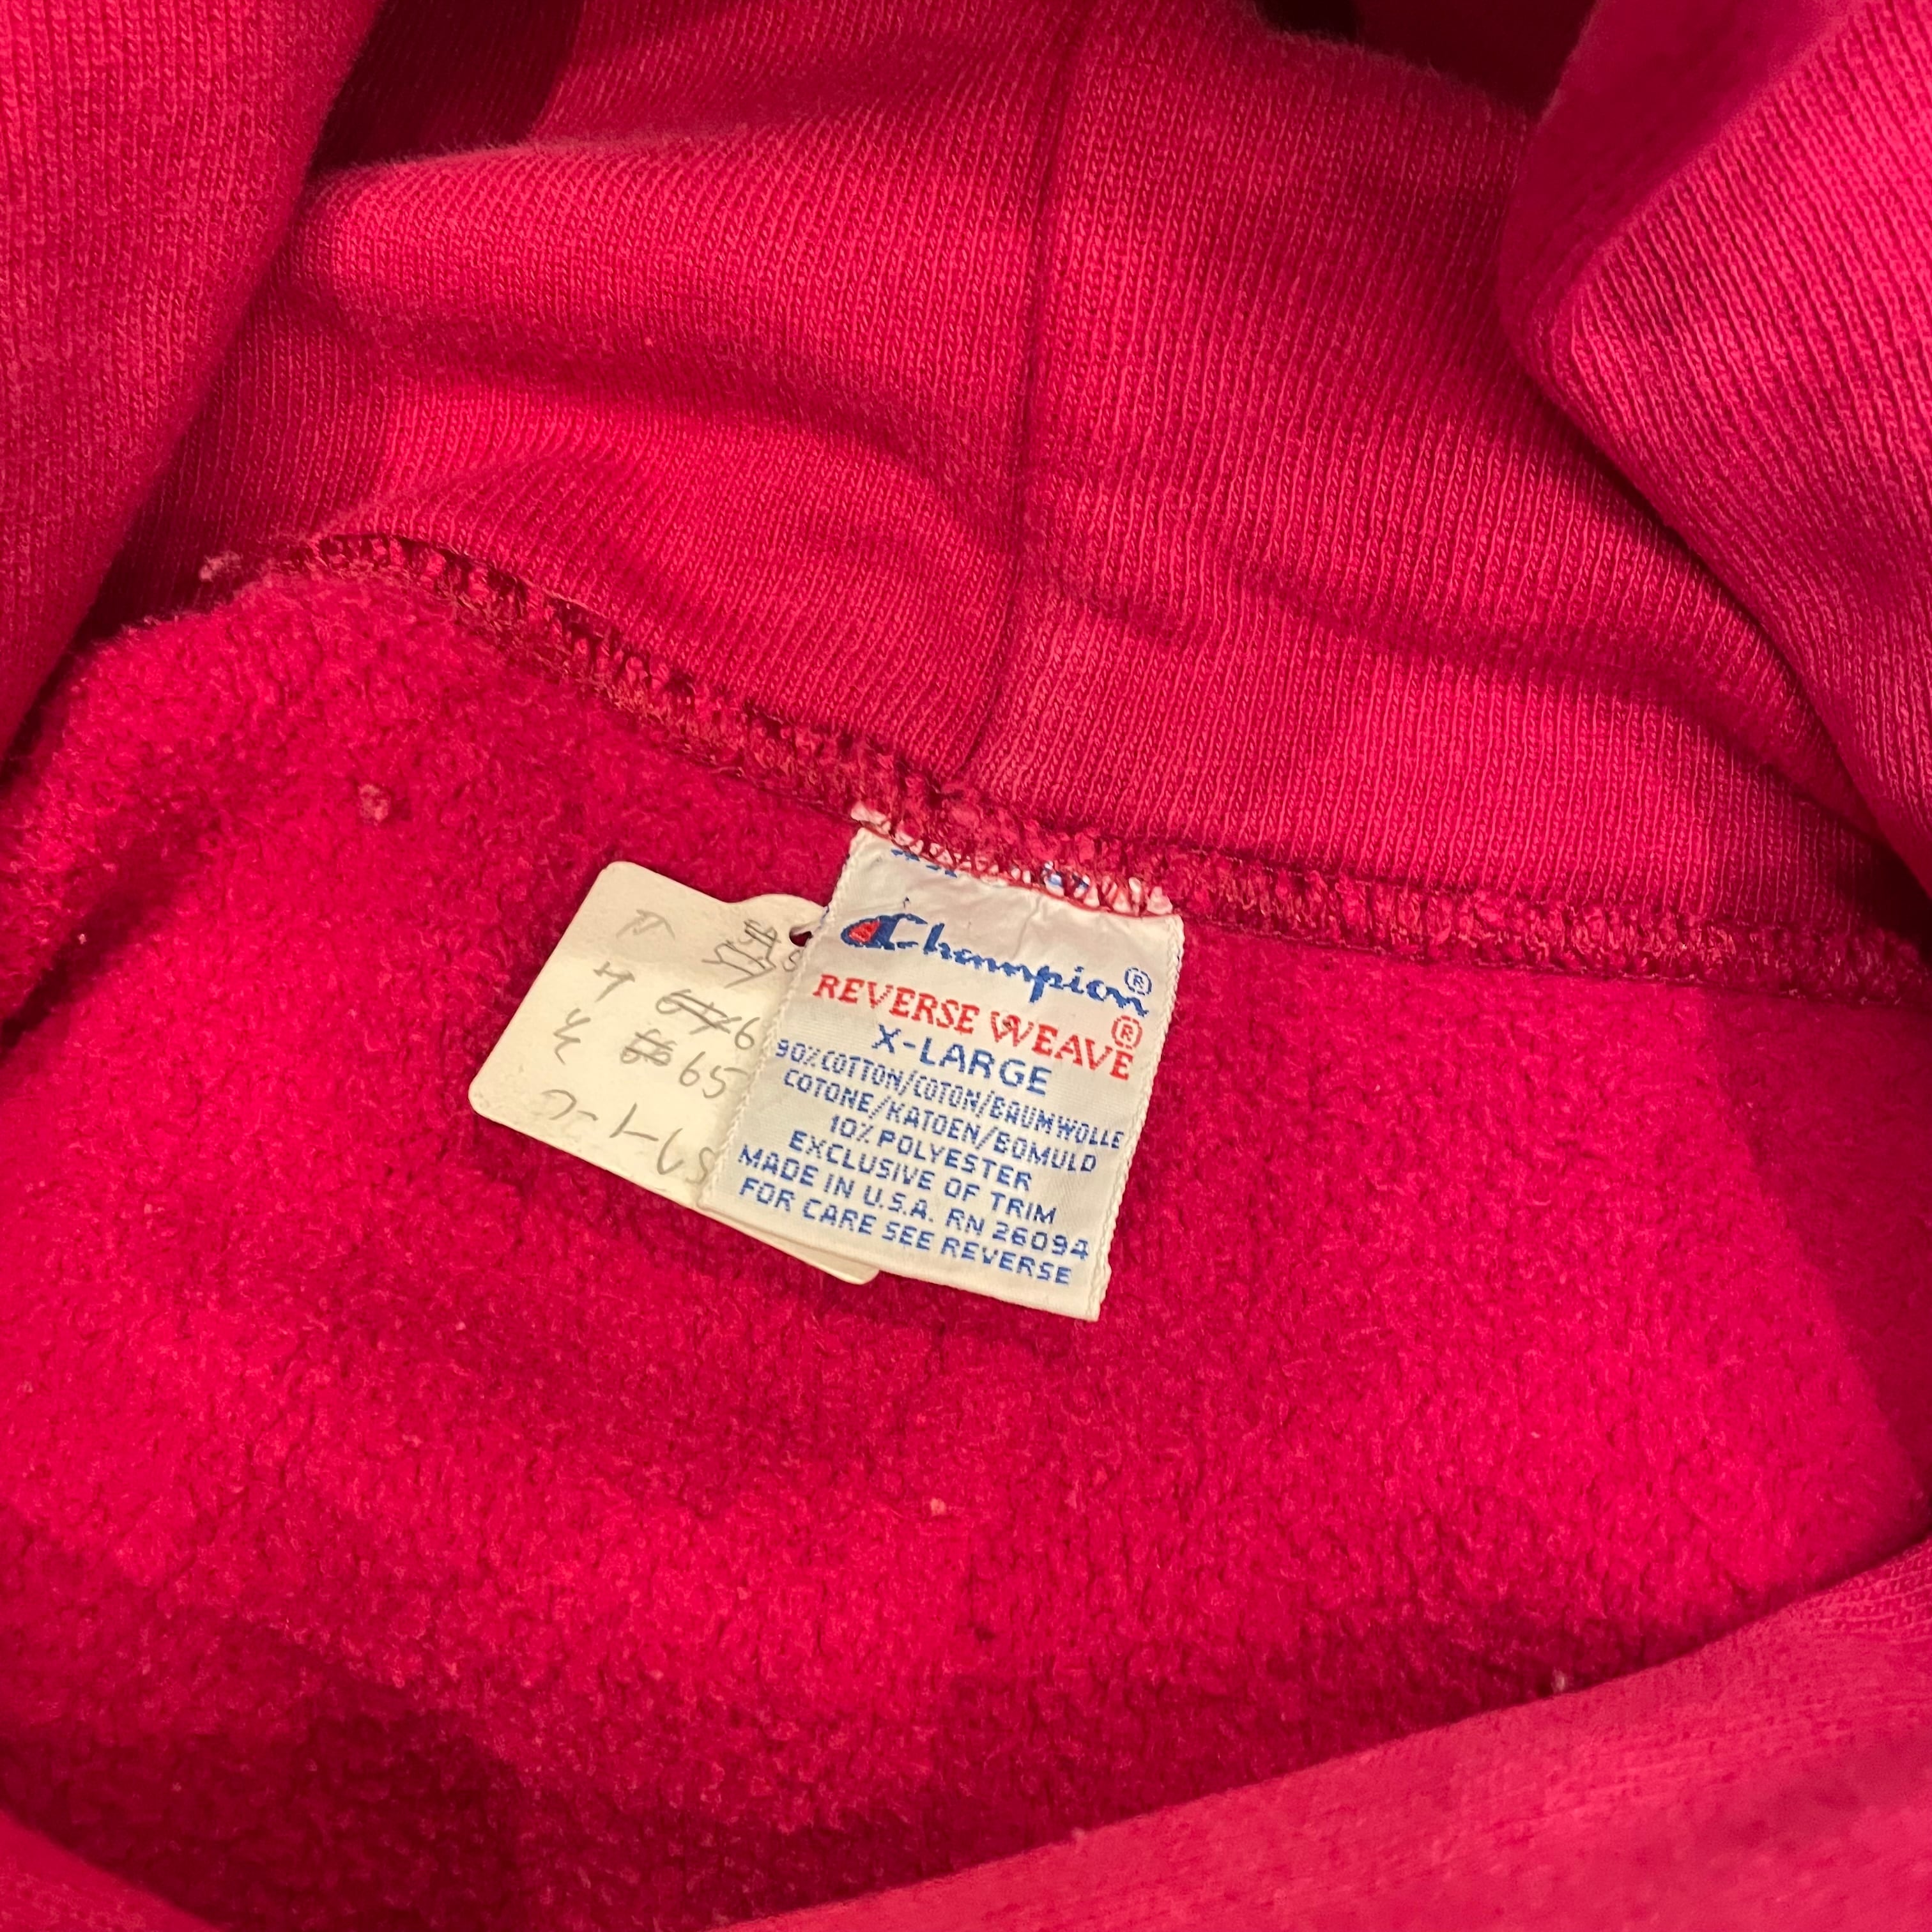 Champion®
REVERSE WEAVE®
X-LARGE
90% COTTON/COTON/BAUMWOLLE
COTONE/KATOEN/BOMULD
10% POLYESTER
EXCLUSIVE OF TRIM
MADE IN U.S.A. RN 26094
FOR CARE SEE REVERSE
65